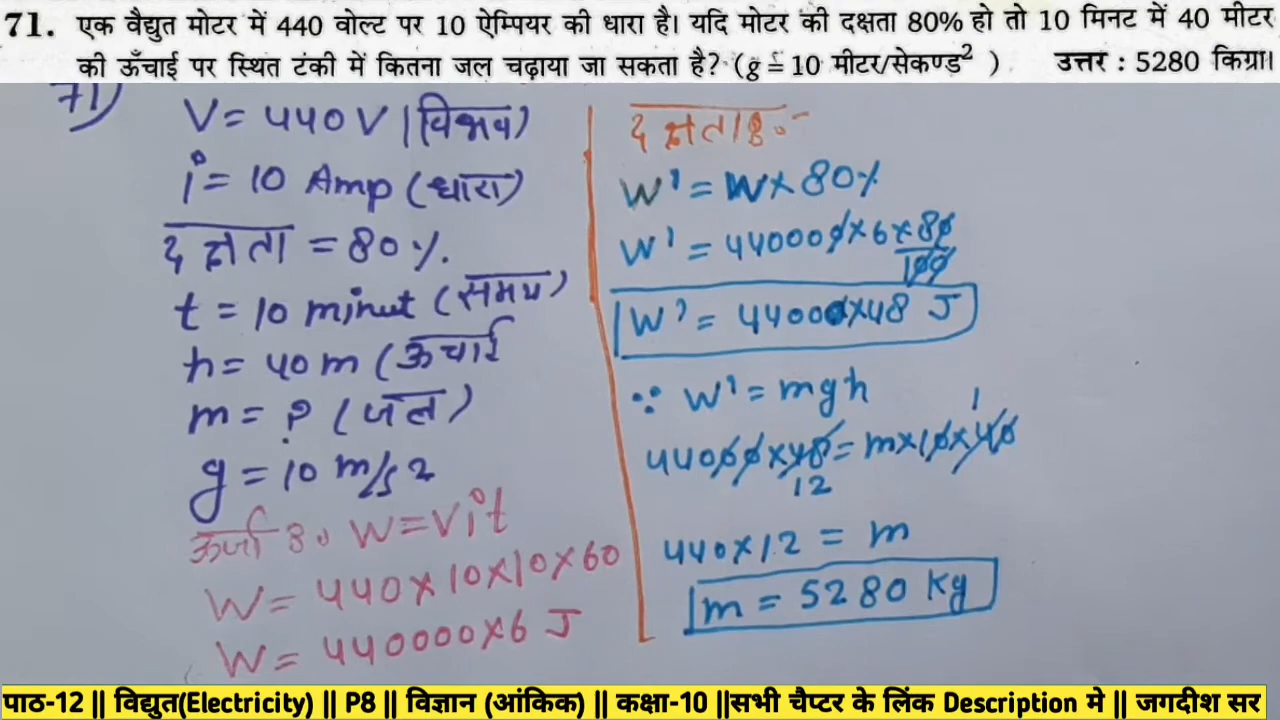 71. एक वैद्युत मोटर में 440 वोल्ट पर 10 ऐम्पियर की धारा है। यदि मोटर की दक्षता 80% हो तो 10 मिनट में 40 मीटर
की ऊँचाई पर स्थित टंकी में कितना जल चढ़ाया जा सकता है? (g = 10 मीटर/सेकण्ड² ) उत्तर : 5280 किग्रा।
71)
V = 440 V (विभव)
i = 10 Amp (धारा)
दक्षता = 80%.
t = 10 minut (समय)
h = 40 m (ऊँचाई
m = ? (जल)
g = 10 m/s2
ऊर्जा ई० W = Vit
W = 440×10×10×60
W = 440000×6 J
दक्षताई०-
W' = W×80%
W' = 440000×6×80/100
W' = 44000×48 J
∵ W' = mgh
44000×48 = m×10×40
1
12
440×12 = m
m = 5280 Kg
पाठ-12 || विद्युत(Electricity) || P8 || विज्ञान (आंकिक) || कक्षा-10 ||सभी चैप्टर के लिंक Description मे || जगदीश सर